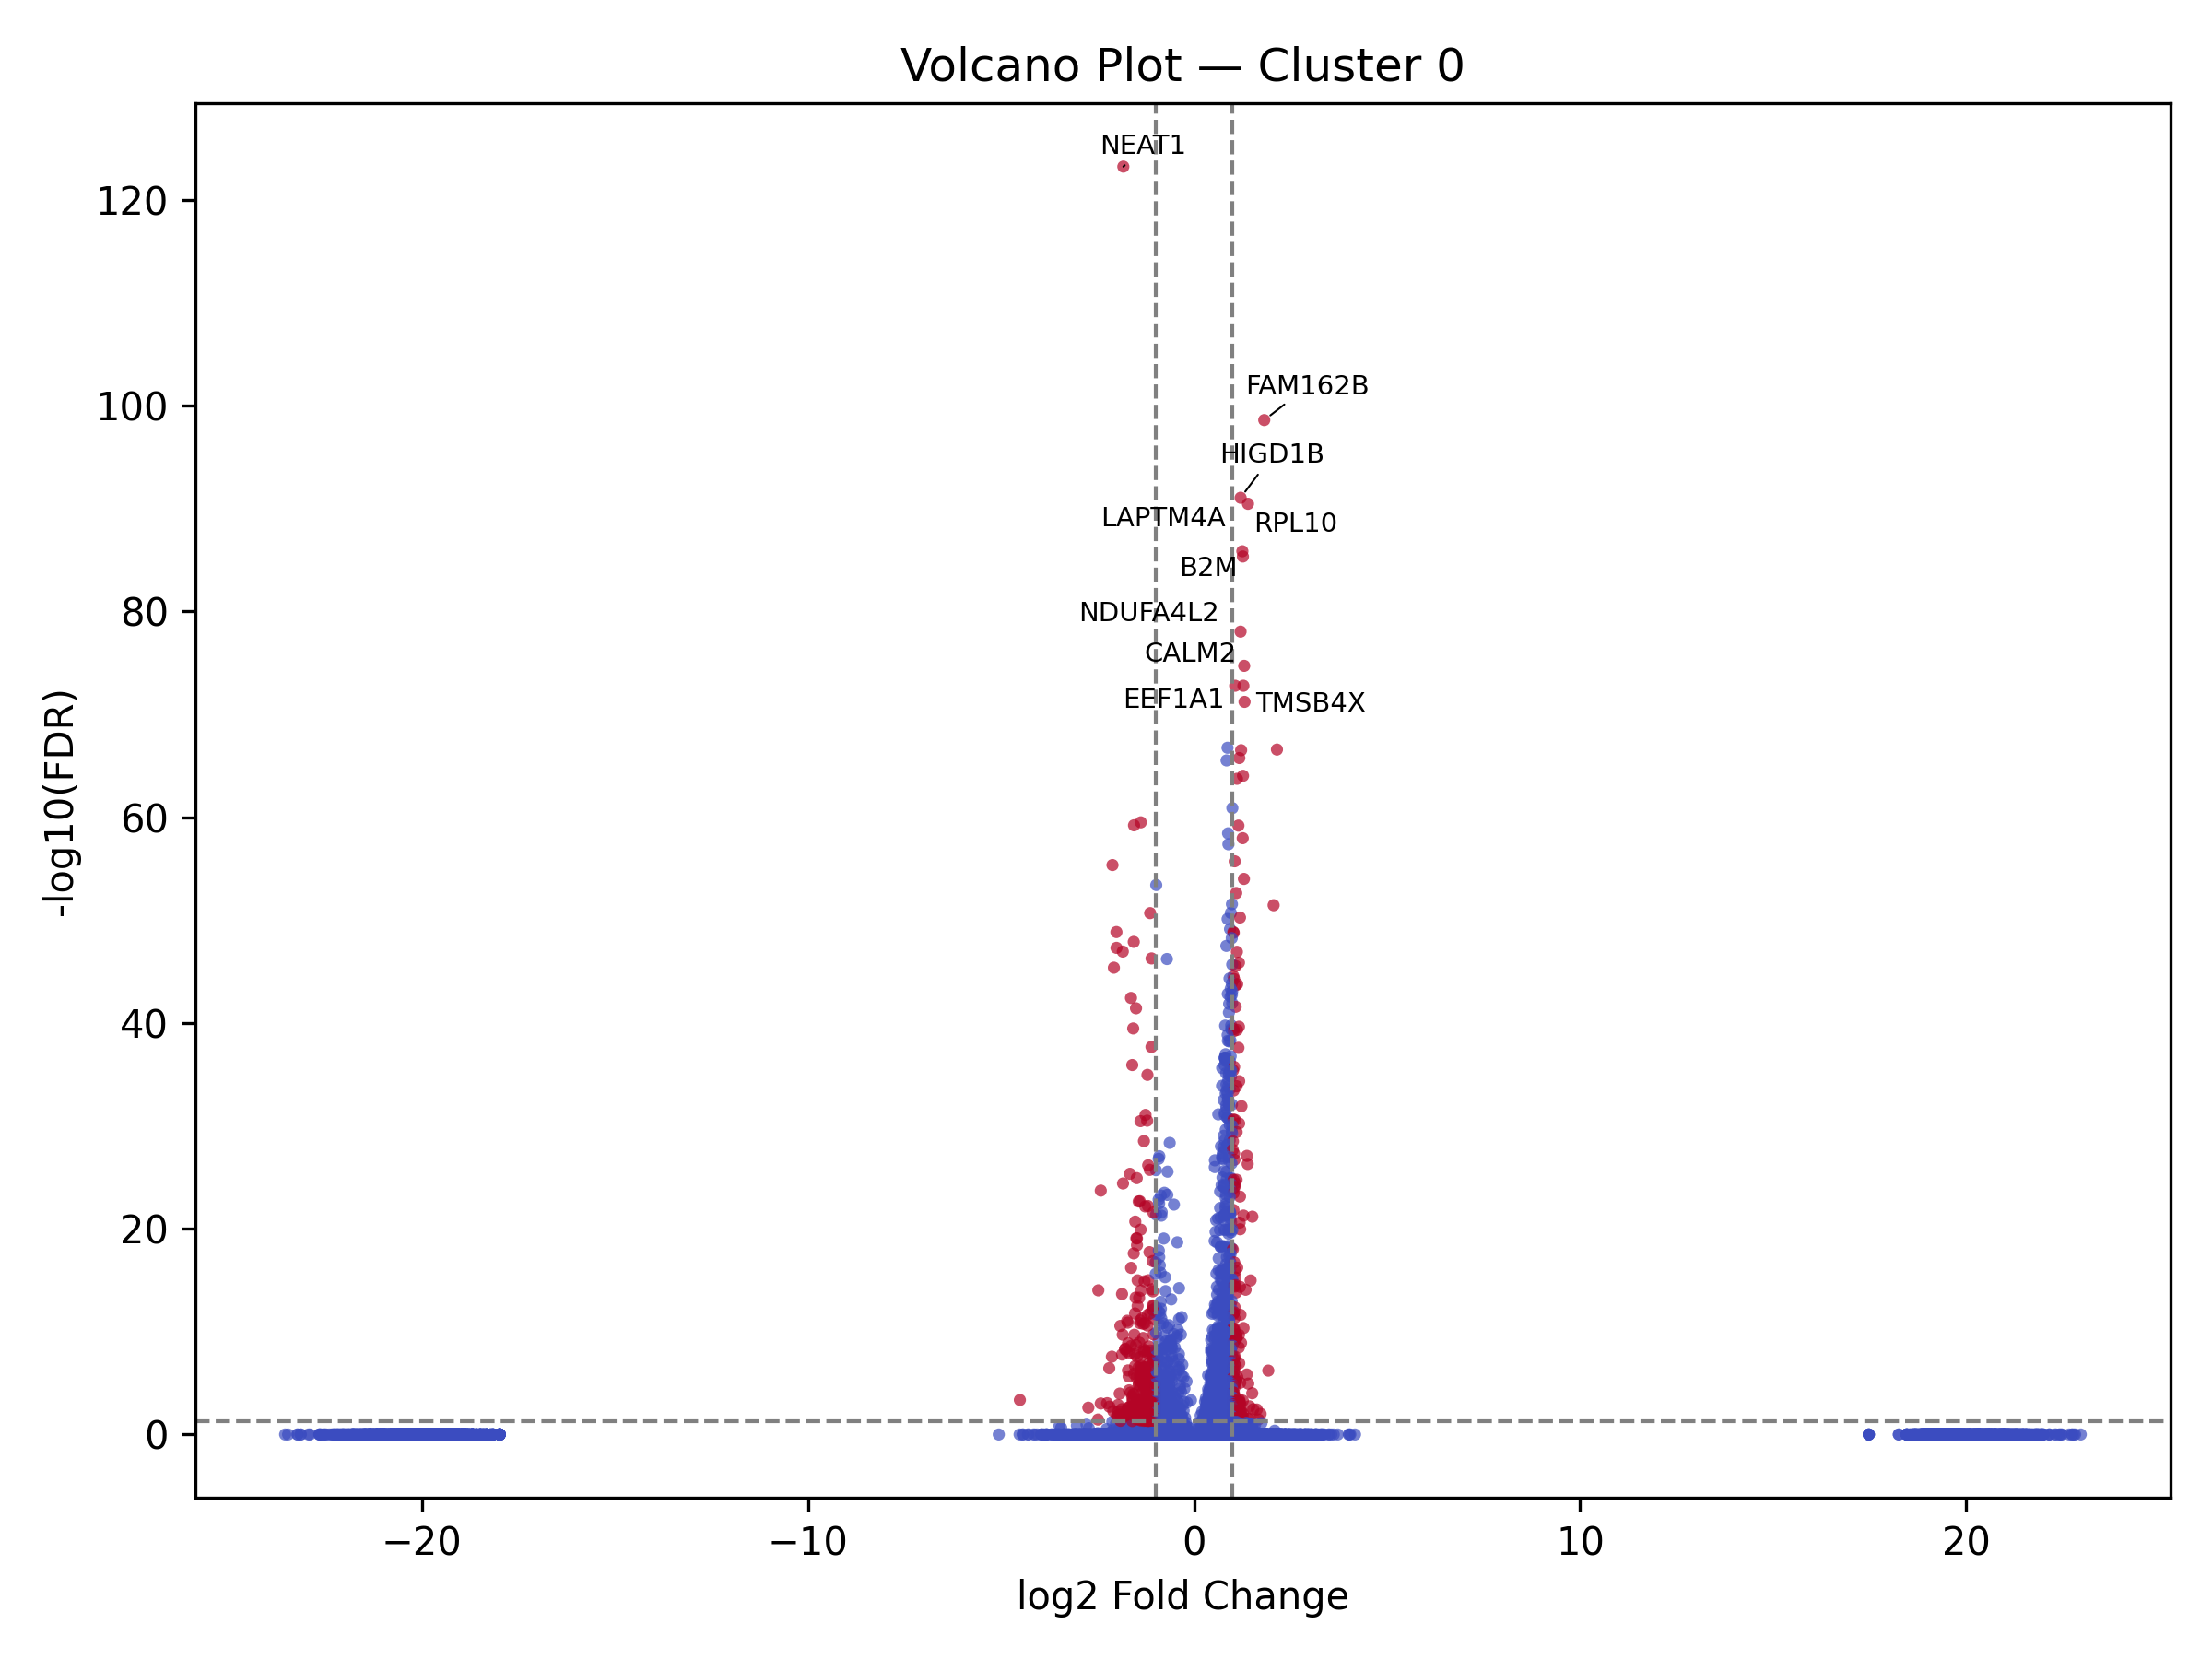 Volcano Plot — Cluster 0
NEAT1
120
FAM162B
100
HIGD1B
LAPTM4A
RPL10
B2M
80
NDUFA4L2
CALM2
EEF1A1
TMSB4X
-log10(FDR)
60
40
20
0
−20
−10
0
10
20
log2 Fold Change